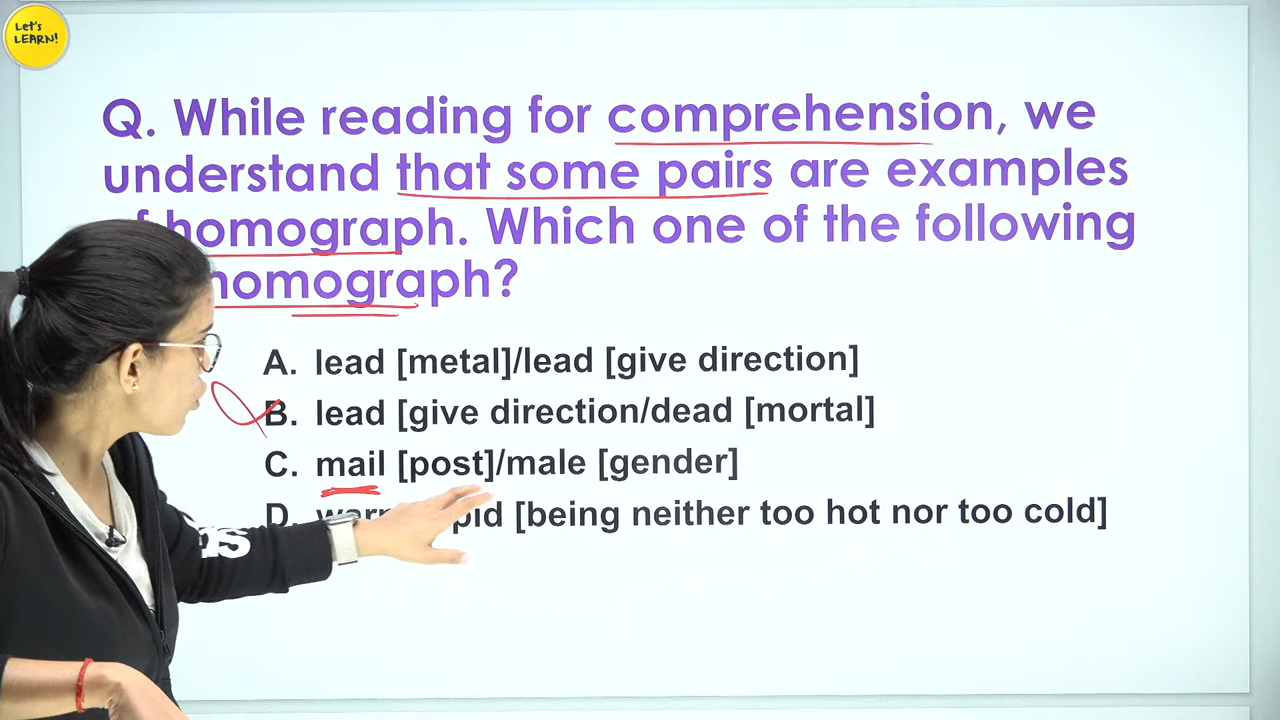 Let's
LEARN!
Q. While reading for comprehension, we
understand that some pairs are examples
homograph. Which one of the following
homograph?
A. lead [metal]/lead [give direction]
B. lead [give direction/dead [mortal]
C. mail [post]/male [gender]
D. [being neither too hot nor too cold]